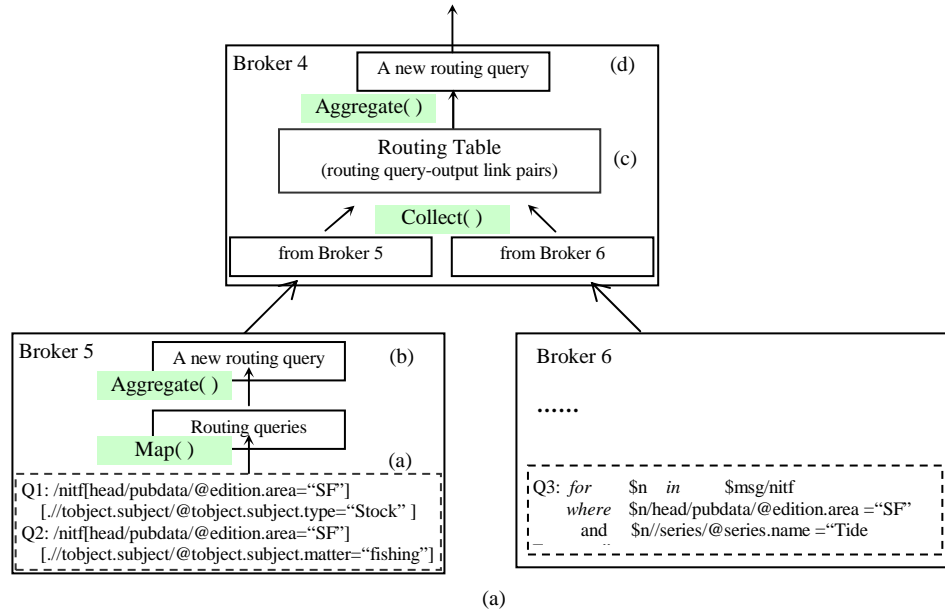 Broker 4
(d)
A new routing query
Aggregate( )
Routing Table
(routing query-output link pairs)
(c)
Collect( )
from Broker 5
from Broker 6
Broker 5
A new routing query
(b)
Aggregate( )
Routing queries
Map( )
(a)
Q1: /nitf[head/pubdata/@edition.area=“SF”]
[.//tobject.subject/@tobject.subject.type=“Stock” ]
Q2: /nitf[head/pubdata/@edition.area=“SF”]
[.//tobject.subject/@tobject.subject.matter=“fishing”]
Broker 6
......
Q3: for $n in $msg/nitf
where $n/head/pubdata/@edition.area =“SF”
and $n//series/@series.name =“Tide
(a)